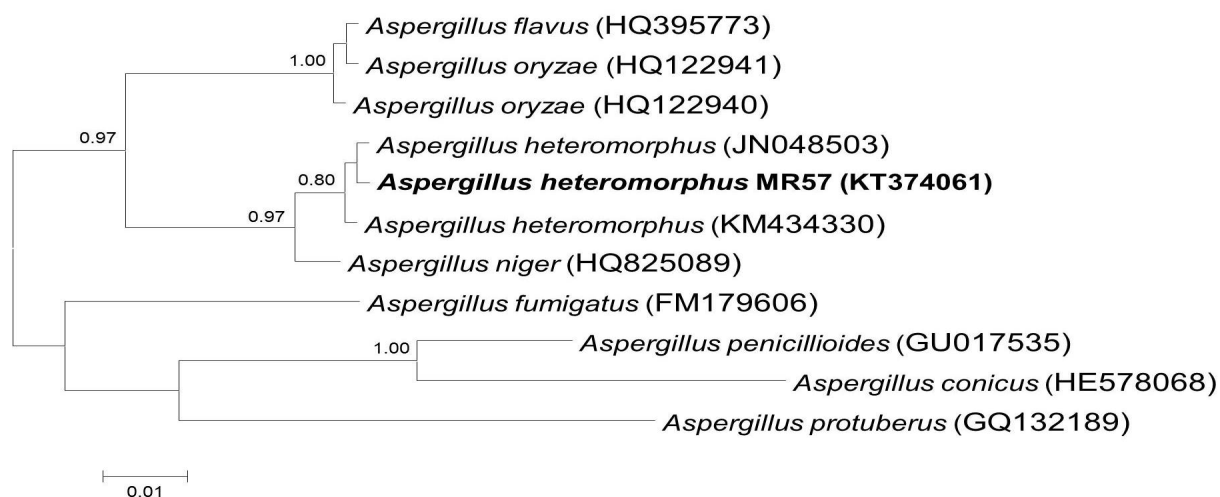 Aspergillus flavus (HQ395773)
1.00
Aspergillus oryzae (HQ122941)
Aspergillus oryzae (HQ122940)
0.97
Aspergillus heteromorphus (JN048503)
0.80
Aspergillus heteromorphus MR57 (KT374061)
0.97
Aspergillus heteromorphus (KM434330)
Aspergillus niger (HQ825089)
Aspergillus fumigatus (FM179606)
1.00
Aspergillus penicillioides (GU017535)
Aspergillus conicus (HE578068)
Aspergillus protuberus (GQ132189)
0.01